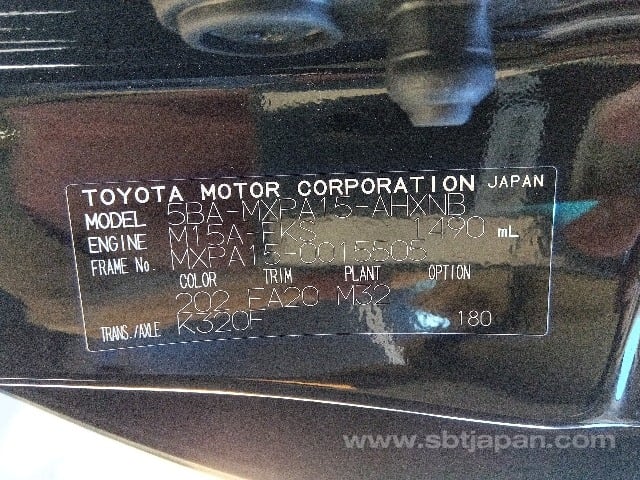 TOYOTA MOTOR CORPORATION JAPAN
MODEL 5BA-MXPA15-AHXNB
ENGINE M15A-FKS 1490 mL
FRAME No. MXPA15-0015505
COLOR TRIM PLANT OPTION
202 FA20 M32
TRANS./AXLE K320F 180
www.sbtjapan.com